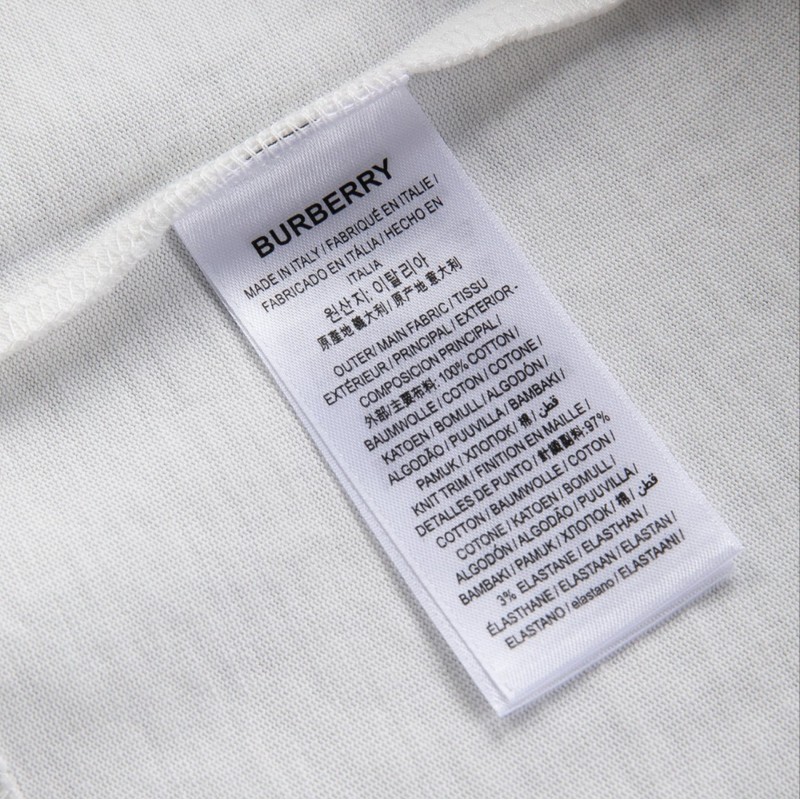 BURBERRY
MADE IN ITALY / FABRIQUÉ EN ITALIE /
FABRICADO EN ITÁLIA / HECHO EN
ITALIA
원산지: 이탈리아
原產地 義大利 / 原产地 意大利
OUTER/ MAIN FABRIC / TISSU
EXTÉRIEUR / PRINCIPAL / EXTERIOR -
COMPOSICION PRINCIPAL /
外部/ 主要布料: 100% COTTON /
BAUMWOLLE / COTON / COTONE /
KATOEN / BOMULL / ALGODÓN /
ALGODÃO / PUUVILLA / BAMBAKI /
PAMUK / ХЛОПОК / 棉 / قطن
KNIT TRIM / FINITION EN MAILLE /
DETALLES DE PUNTO / 針織製料: 97%
COTTON / BAUMWOLLE / COTON /
COTONE / KATOEN / BOMULL /
ALGODÓN / ALGODÃO / PUUVILLA /
BAMBAKI / PAMUK / ХЛОПОК / 棉 / قطن
3% ELASTANE / ELASTHAN /
ÉLASTHANE / ELASTAAN / ELASTAN /
ELASTANO / elastano / ELASTAANI /